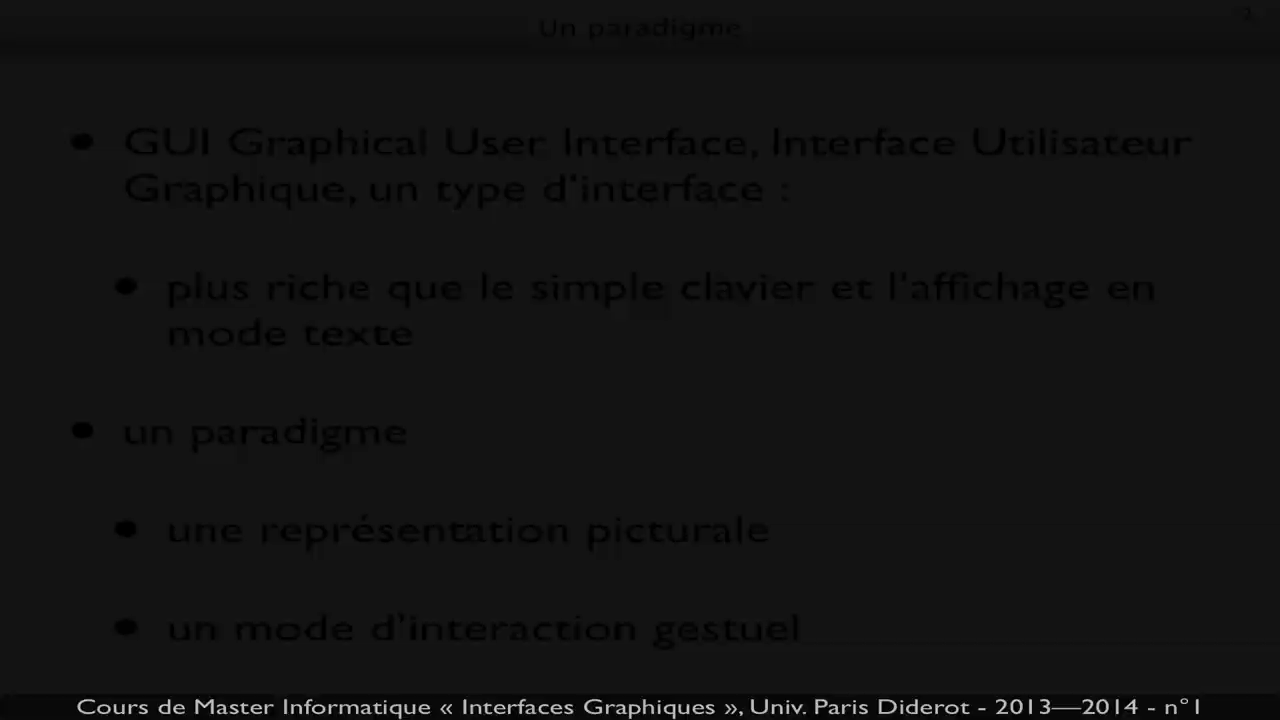 Un paradigme
2
• GUI Graphical User Interface, Interface Utilisateur
Graphique, un type d'interface :
• plus riche que le simple clavier et l'affichage en
mode texte
• un paradigme
• une représentation picturale
• un mode d'interaction gestuel
Cours de Master Informatique « Interfaces Graphiques », Univ. Paris Diderot - 2013—2014 - n°1